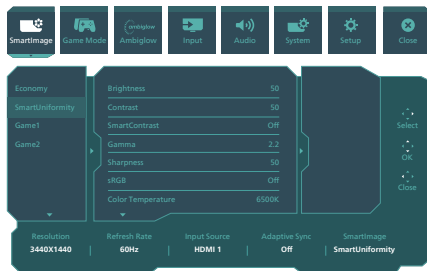 SmartImage
Game Mode
ambiglow
Ambiglow
Input
Audio
System
Setup
Close
Economy
SmartUniformity
Game1
Game2
Brightness 50
Contrast 50
SmartContrast Off
Gamma 2.2
Sharpness 50
sRGB Off
Color Temperature 6500K
Select
OK
Close
Resolution Refresh Rate Input Source Adaptive Sync SmartImage
3440X1440 60Hz HDMI 1 Off SmartUniformity